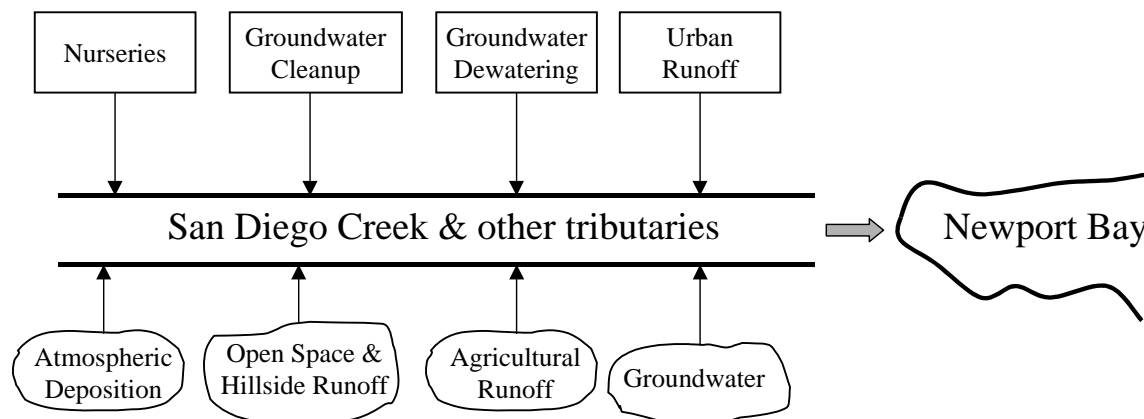 Nurseries
Groundwater
Cleanup
Groundwater
Dewatering
Urban
Runoff
San Diego Creek & other tributaries
Newport Bay
Atmospheric
Deposition
Open Space &
Hillside Runoff
Agricultural
Runoff
Groundwater